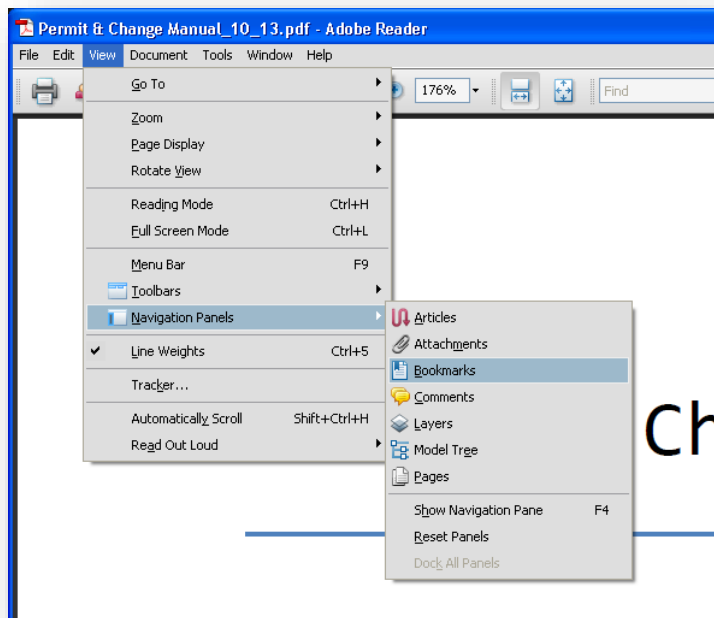 Permit & Change Manual_10_13.pdf - Adobe Reader
File Edit View Document Tools Window Help
176% Find
Go To
Zoom
Page Display
Rotate View
Reading Mode Ctrl+H
Full Screen Mode Ctrl+L
Menu Bar F9
Toolbars
Navigation Panels
Line Weights Ctrl+5
Tracker...
Automatically Scroll Shift+Ctrl+H
Read Out Loud
Articles
Attachments
Bookmarks
Comments
Layers
Model Tree
Pages
Show Navigation Pane F4
Reset Panels
Dock All Panels
Ch